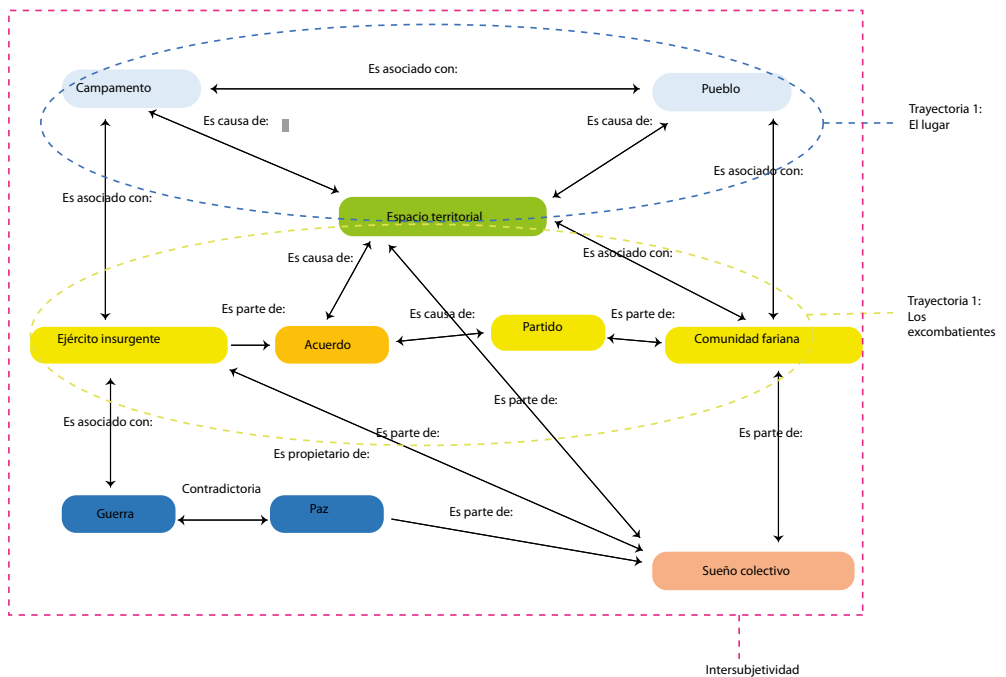 Es asociado con:
Campamento
Pueblo
Es causa de:
Es causa de:
Trayectoria 1:
El lugar
Es asociado con:
Es asociado con:
Espacio territorial
Es causa de:
Es asociado con:
Es parte de:
Es causa de:
Partido
Es parte de:
Trayectoria 1:
Los
excombatientes
Ejército insurgente
Acuerdo
Comunidad fariana
Es parte de:
Es asociado con:
Es parte de:
Es parte de:
Es propietario de:
Contradictoria
Guerra
Paz
Es parte de:
Sueño colectivo
Intersubjetividad